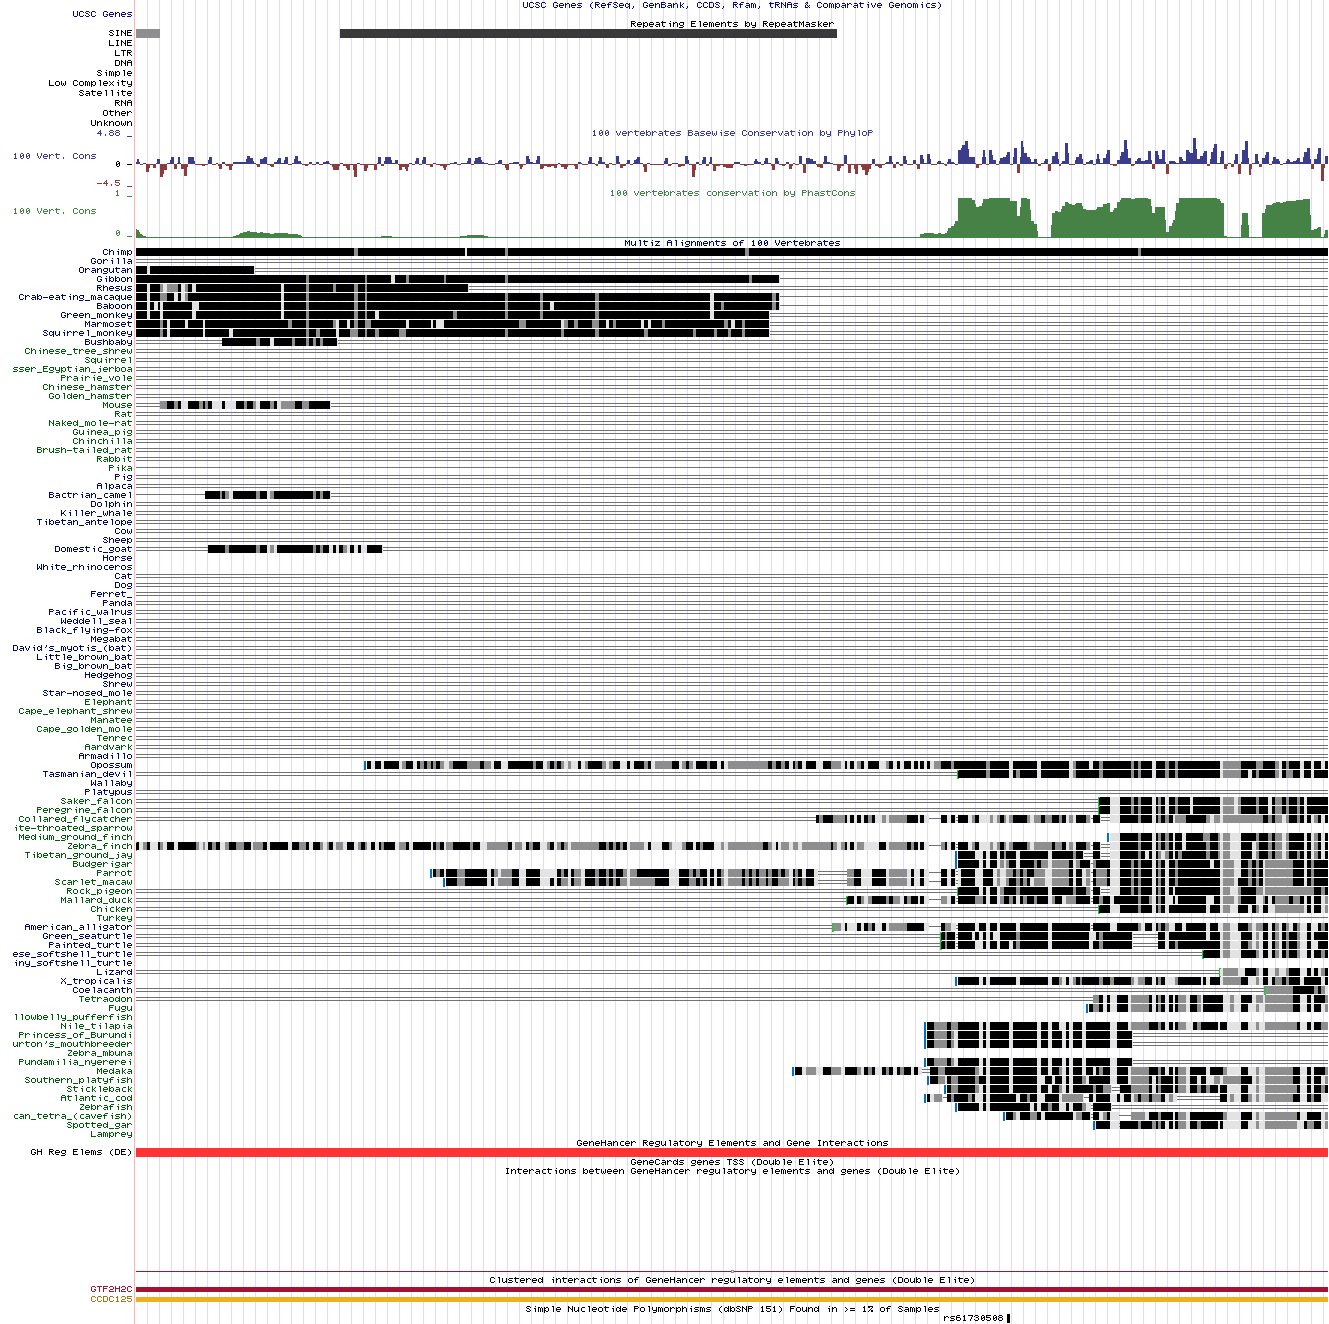 UCSC Genes (RefSeq, GenBank, CCDS, Rfam, tRNAs & Comparative Genomics)
UCSC Genes
Repeating Elements by RepeatMasker
SINE
LINE
LTR
DNA
Simple
Low Complexity
Satellite
RNA
Other
Unknown
4.88 _
100 vertebrates Basewise Conservation by PhyloP
100 Vert. Cons
0 -
-4.5 _
1 _
100 vertebrates conservation by PhastCons
100 Vert. Cons
0 _
Multiz Alignments of 100 Vertebrates
Chimp
Gorilla
Orangutan
Gibbon
Rhesus
Crab-eating_macaque
Baboon
Green_monkey
Marmoset
Squirrel_monkey
Bushbaby
Chinese_tree_shrew
Squirrel
sser_Egyptian_jerboa
Prairie_vole
Chinese_hamster
Golden_hamster
Mouse
Rat
Naked_mole-rat
Guinea_pig
Chinchilla
Brush-tailed_rat
Rabbit
Pika
Pig
Alpaca
Bactrian_camel
Dolphin
Killer_whale
Tibetan_antelope
Cow
Sheep
Domestic_goat
Horse
White_rhinoceros
Cat
Dog
Ferret_
Panda
Pacific_walrus
Weddell_seal
Black_flying-fox
Megabat
David's_myotis_(bat)
Little_brown_bat
Big_brown_bat
Hedgehog
Shrew
Star-nosed_mole
Elephant
Cape_elephant_shrew
Manatee
Cape_golden_mole
Tenrec
Aardvark
Armadillo
Opossum
Tasmanian_devil
Wallaby
Platypus
Saker_falcon
Peregrine_falcon
Collared_flycatcher
ite-throated_sparrow
Medium_ground_finch
Zebra_finch
Tibetan_ground_jay
Budgerigar
Parrot
Scarlet_macaw
Rock_pigeon
Mallard_duck
Chicken
Turkey
American_alligator
Green_seaturtle
Painted_turtle
ese_softshell_turtle
iny_softshell_turtle
Lizard
X_tropicalis
Coelacanth
Tetraodon
Fugu
llowbelly_pufferfish
Nile_tilapia
Princess_of_Burundi
urton's_mouthbreeder
Zebra_mbuna
Pundamilia_nyererei
Medaka
Southern_platyfish
Stickleback
Atlantic_cod
Zebrafish
can_tetra_(cavefish)
Spotted_gar
Lamprey
GeneHancer Regulatory Elements and Gene Interactions
GH Reg Elems (DE)
GeneCards genes TSS (Double Elite)
Interactions between GeneHancer regulatory elements and genes (Double Elite)
Clustered interactions of GeneHancer regulatory elements and genes (Double Elite)
GTF2H2C
CCDC125
Simple Nucleotide Polymorphisms (dbSNP 151) Found in >= 1% of Samples
rs61730508